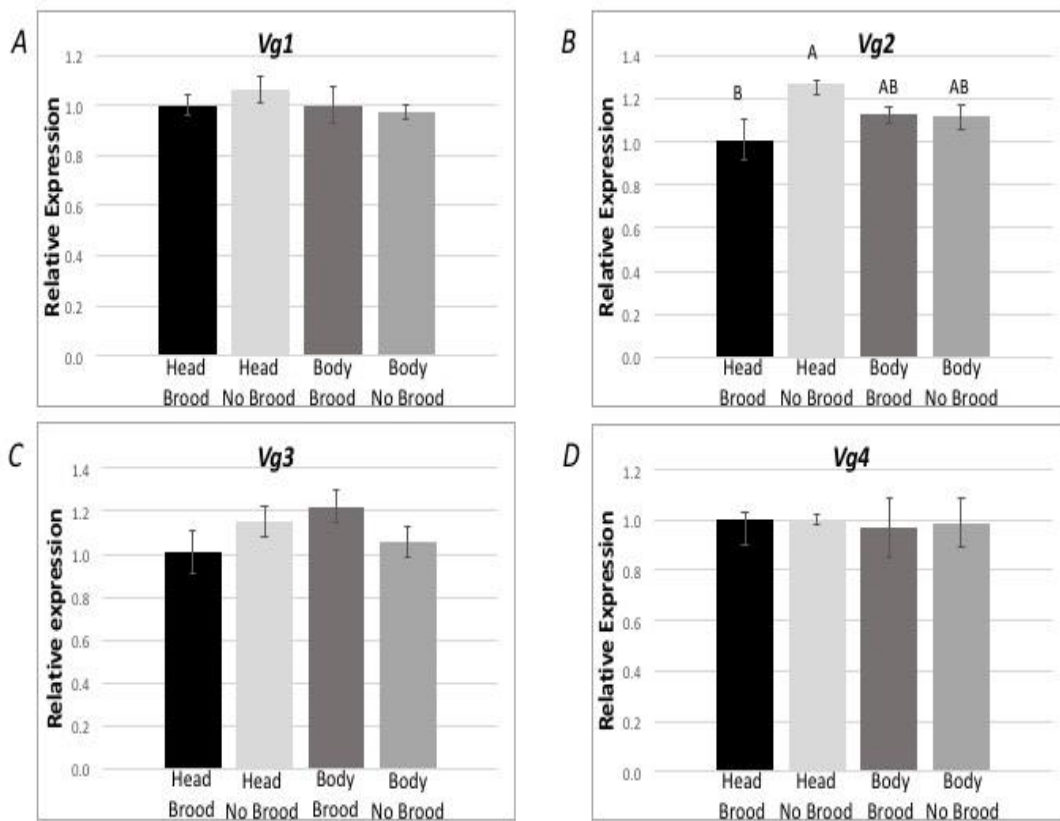 A
Vg1
Relative Expression
1.2
1.0
0.8
0.6
0.4
0.2
0.0
Head Head Body Body
Brood No Brood Brood No Brood
B
Vg2
Relative Expression
1.4
1.2
1.0
0.8
0.6
0.4
0.2
0.0
B A AB AB
Head Head Body Body
Brood No Brood Brood No Brood
C
Vg3
Relative expression
1.4
1.2
1.0
0.8
0.6
0.4
0.2
0.0
Head Head Body Body
Brood No Brood Brood No Brood
D
Vg4
Relative Expression
1.2
1.0
0.8
0.6
0.4
0.2
0.0
Head Head Body Body
Brood No Brood Brood No Brood